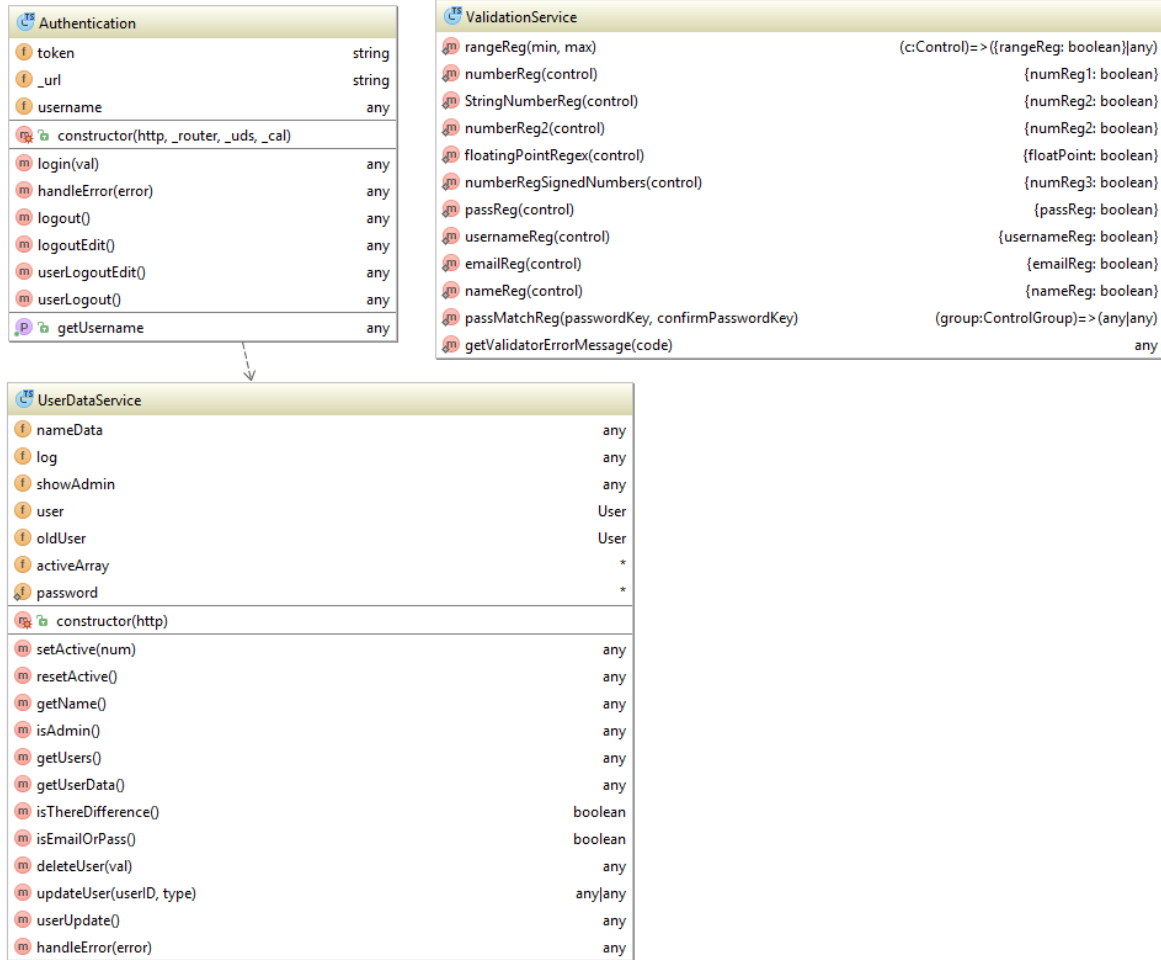 Authentication
token string
_url string
username any
constructor(http, _router, _uds, _cal)
login(val) any
handleError(error) any
logout() any
logoutEdit() any
userLogoutEdit() any
userLogout() any
getUsername any
ValidationService
rangeReg(min, max) (c:Control)=>({rangeReg: boolean}|any)
numberReg(control) {numReg1: boolean}
StringNumberReg(control) {numReg2: boolean}
numberReg2(control) {numReg2: boolean}
floatingPointRegex(control) {floatPoint: boolean}
numberRegSignedNumbers(control) {numReg3: boolean}
passReg(control) {passReg: boolean}
usernameReg(control) {usernameReg: boolean}
emailReg(control) {emailReg: boolean}
nameReg(control) {nameReg: boolean}
passMatchReg(passwordKey, confirmPasswordKey) (group:ControlGroup)=>(any|any)
getValidatorErrorMessage(code) any
UserDataService
nameData any
log any
showAdmin any
user User
oldUser User
activeArray *
password *
constructor(http)
setActive(num) any
resetActive() any
getName() any
isAdmin() any
getUsers() any
getUserData() any
isThereDifference() boolean
isEmailOrPass() boolean
deleteUser(val) any
updateUser(userID, type) any|any
userUpdate() any
handleError(error) any